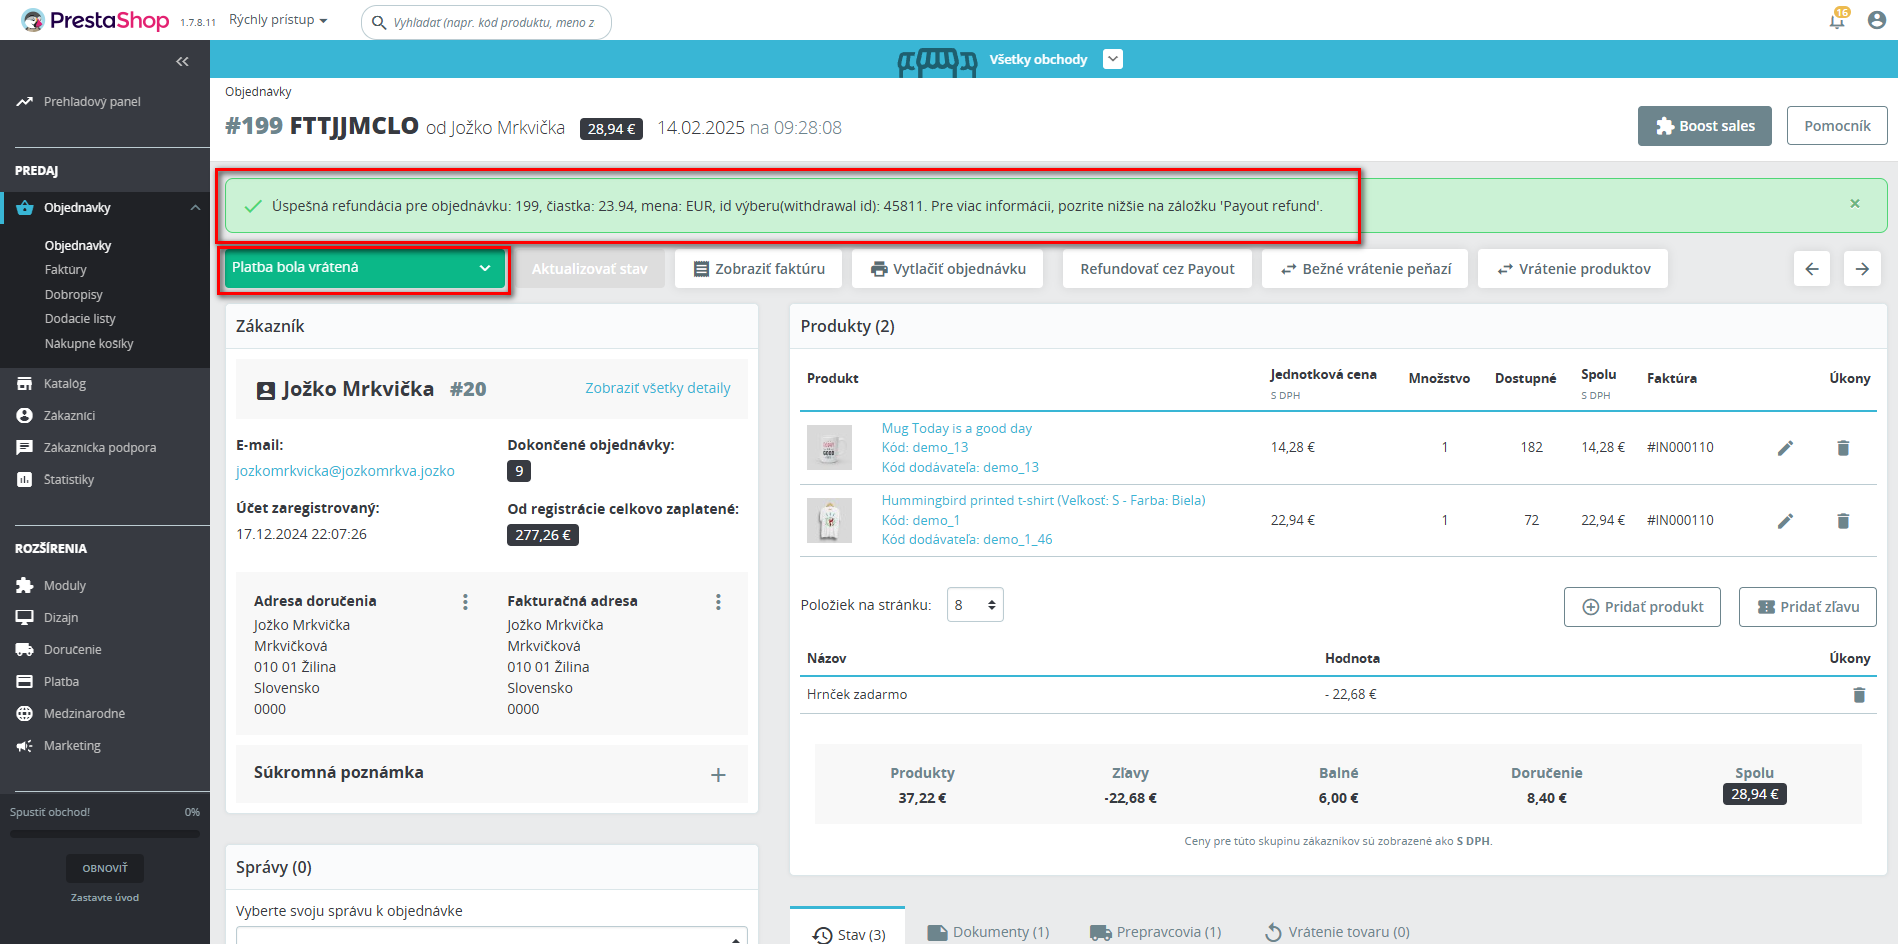 PrestaShop 1.7.8.11 Rýchly prístup
Vyhľadať (napr. kód produktu, meno z
16
Všetky obchody
Prehľadový panel
PREDAJ
Objednávky
Objednávky
Faktúry
Dobropisy
Dodacie listy
Nákupné košíky
Katalóg
Zákazníci
Zákaznícka podpora
Štatistiky
ROZŠÍRENIA
Moduly
Dizajn
Doručenie
Platba
Medzinárodné
Marketing
Spustiť obchod! 0%
OBNOVIŤ
Zastavte úvod
Objednávky
#199 FTTJJMCLO od Jožko Mrkvička 28,94 € 14.02.2025 na 09:28:08
Boost sales
Pomocník
Úspešná refundácia pre objednávku: 199, čiastka: 23.94, mena: EUR, id výberu(withdrawal id): 45811. Pre viac informácii, pozrite nižšie na záložku 'Payout refund'.
×
Platba bola vrátená
Aktualizovať stav
Zobraziť faktúru
Vytlačiť objednávku
Refundovať cez Payout
Bežné vrátenie peňazí
Vrátenie produktov
Zákazník
Jožko Mrkvička #20
Zobraziť všetky detaily
E-mail:
jozkomrkvicka@jozkomrkva.jozko
Dokončené objednávky:
9
Účet zaregistrovaný:
17.12.2024 22:07:26
Od registrácie celkovo zaplatené:
277,26 €
Adresa doručenia
Jožko Mrkvička
Mrkvičková
010 01 Žilina
Slovensko
0000
Fakturačná adresa
Jožko Mrkvička
Mrkvičková
010 01 Žilina
Slovensko
0000
Súkromná poznámka
Správy (0)
Vyberte svoju správu k objednávke
Produkty (2)
Produkt Jednotková cena S DPH Množstvo Dostupné Spolu S DPH Faktúra Úkony
Mug Today is a good day
Kód: demo_13
Kód dodávateľa: demo_13
14,28 € 1 182 14,28 € #IN000110
Hummingbird printed t-shirt (Veľkosť: S - Farba: Biela)
Kód: demo_1
Kód dodávateľa: demo_1_46
22,94 € 1 72 22,94 € #IN000110
Položiek na stránku: 8
Pridať produkt
Pridať zľavu
Názov Hodnota Úkony
Hrnček zadarmo - 22,68 €
Produkty Zľavy Balné Doručenie Spolu
37,22 € -22,68 € 6,00 € 8,40 € 28,94 €
Ceny pre túto skupinu zákazníkov sú zobrazené ako S DPH.
Stav (3) Dokumenty (1) Prepravcovia (1) Vrátenie tovaru (0)